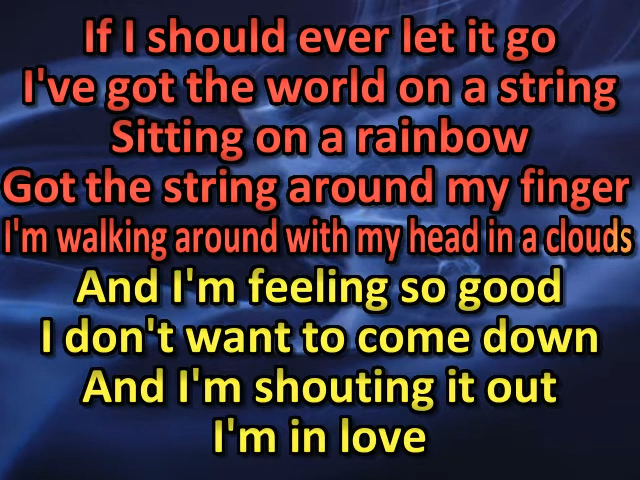 If I should ever let it go
I've got the world on a string
Sitting on a rainbow
Got the string around my finger
I'm walking around with my head in a clouds
And I'm feeling so good
I don't want to come down
And I'm shouting it out
I'm in love